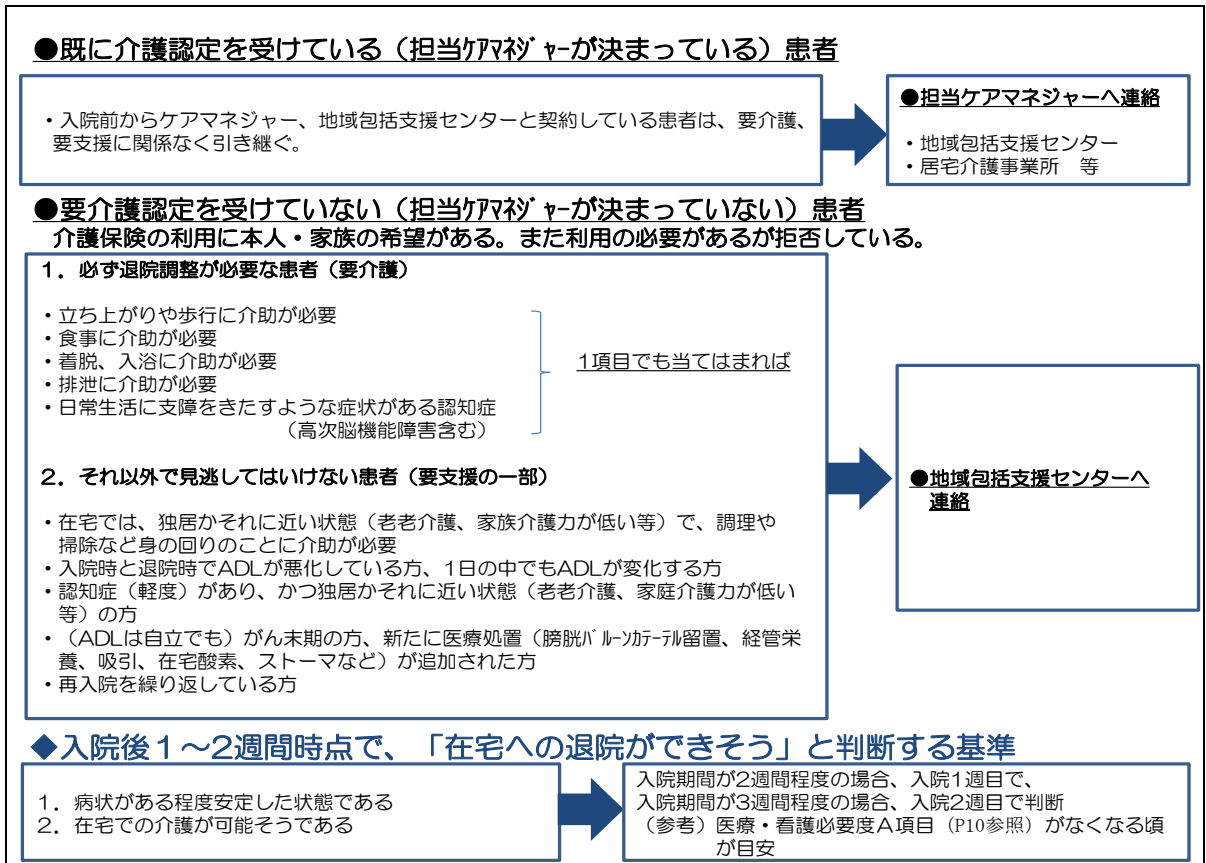 ●既に介護認定を受けている（担当ｹｱﾏﾈｼﾞｬｰが決まっている）患者
・入院前からケアマネジャー、地域包括支援センターと契約している患者は、要介護、
要支援に関係なく引き継ぐ。
●担当ケアマネジャーへ連絡
・地域包括支援センター
・居宅介護事業所　等
●要介護認定を受けていない（担当ｹｱﾏﾈｼﾞｬｰが決まっていない）患者
介護保険の利用に本人・家族の希望がある。また利用の必要があるが拒否している。
１．必ず退院調整が必要な患者（要介護）
・立ち上がりや歩行に介助が必要
・食事に介助が必要
・着脱、入浴に介助が必要
・排泄に介助が必要
・日常生活に支障をきたすような症状がある認知症
（高次脳機能障害含む）
1項目でも当てはまれば
２．それ以外で見逃してはいけない患者（要支援の一部）
・在宅では、独居かそれに近い状態（老老介護、家族介護力が低い等）で、調理や
掃除など身の回りのことに介助が必要
・入院時と退院時でADLが悪化している方、1日の中でもADLが変化する方
・認知症（軽度）があり、かつ独居かそれに近い状態（老老介護、家庭介護力が低い
等）の方
・（ADLは自立でも）がん末期の方、新たに医療処置（膀胱ﾊﾞﾙｰﾝｶﾃｰﾃﾙ留置、経管栄
養、吸引、在宅酸素、ストーマなど）が追加された方
・再入院を繰り返している方
●地域包括支援センターへ
連絡
◆入院後１～２週間時点で、「在宅への退院ができそう」と判断する基準
１．病状がある程度安定した状態である
２．在宅での介護が可能そうである
入院期間が2週間程度の場合、入院1週目で、
入院期間が3週間程度の場合、入院2週目で判断
（参考）医療・看護必要度Ａ項目（P10参照）がなくなる頃
が目安